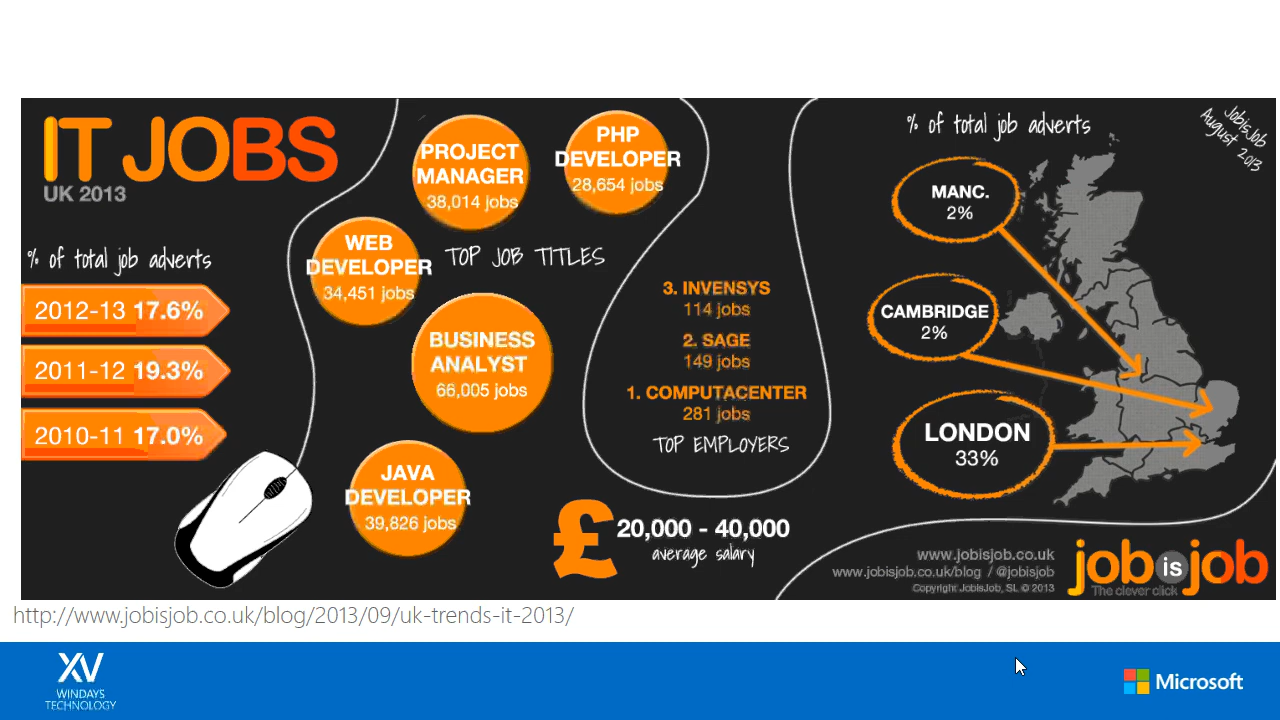 IT JOBS
UK 2013
% of total job adverts
2012-13 17.6%
2011-12 19.3%
2010-11 17.0%
PROJECT
MANAGER
38,014 jobs
PHP
DEVELOPER
28,654 jobs
WEB
DEVELOPER
34,451 jobs
TOP JOB TITLES
BUSINESS
ANALYST
66,005 jobs
JAVA
DEVELOPER
39,826 jobs
3. INVENSYS
114 jobs
2. SAGE
149 jobs
1. COMPUTACENTER
281 jobs
TOP EMPLOYERS
£ 20,000 - 40,000
average salary
% of total job adverts
JobisJob
August 2013
MANC.
2%
CAMBRIDGE
2%
LONDON
33%
www.jobisjob.co.uk
www.jobisjob.co.uk/blog / @jobisjob
Copyright JobisJob, SL © 2013
job is job
The clever click
http://www.jobisjob.co.uk/blog/2013/09/uk-trends-it-2013/
XV
WINDAYS
TECHNOLOGY
Microsoft